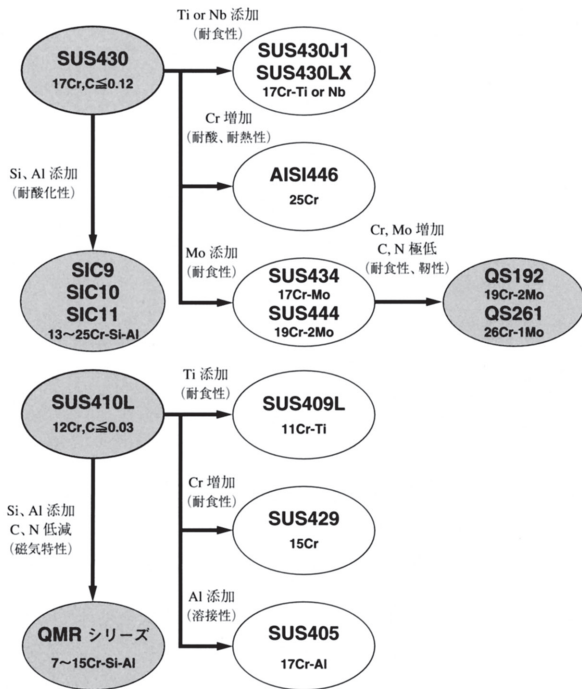 Ti or Nb 添加
(耐食性)
SUS430
17Cr,C≦0.12
SUS430J1
SUS430LX
17Cr-Ti or Nb
Cr 増加
(耐酸、耐熱性)
Si、Al 添加
(耐酸化性)
AISI446
25Cr
Mo 添加
(耐食性)
Cr, Mo 増加
C, N 極低
(耐食性、靭性)
SIC9
SIC10
SIC11
13〜25Cr-Si-Al
SUS434
17Cr-Mo
SUS444
19Cr-2Mo
QS192
19Cr-2Mo
QS261
26Cr-1Mo
Ti 添加
(耐食性)
SUS410L
12Cr,C≦0.03
SUS409L
11Cr-Ti
Cr 増加
(耐食性)
Si、Al 添加
C、N 低減
(磁気特性)
SUS429
15Cr
Al 添加
(溶接性)
QMR シリーズ
7〜15Cr-Si-Al
SUS405
17Cr-Al